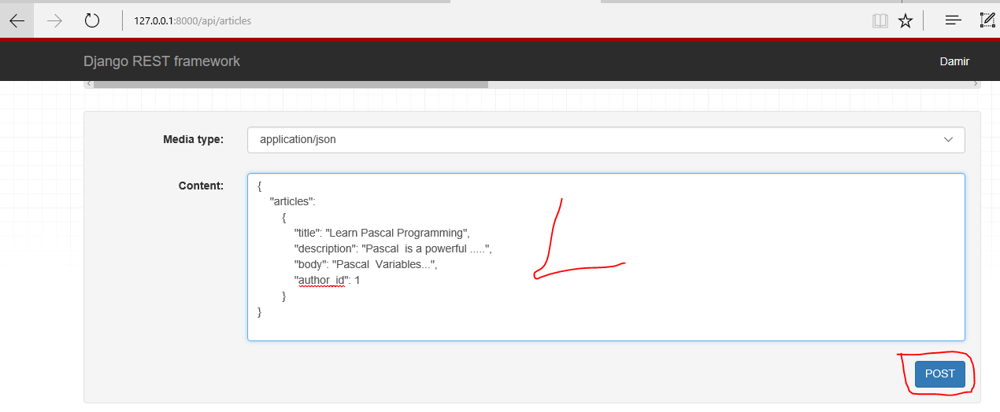 127.0.0.1:8000/api/articles
Django REST framework
Damir
Media type:
application/json
Content:
{
"articles":
{
"title": "Learn Pascal Programming",
"description": "Pascal  is a powerful .....",
"body": "Pascal  Variables...",
"author_id": 1
}
}
POST